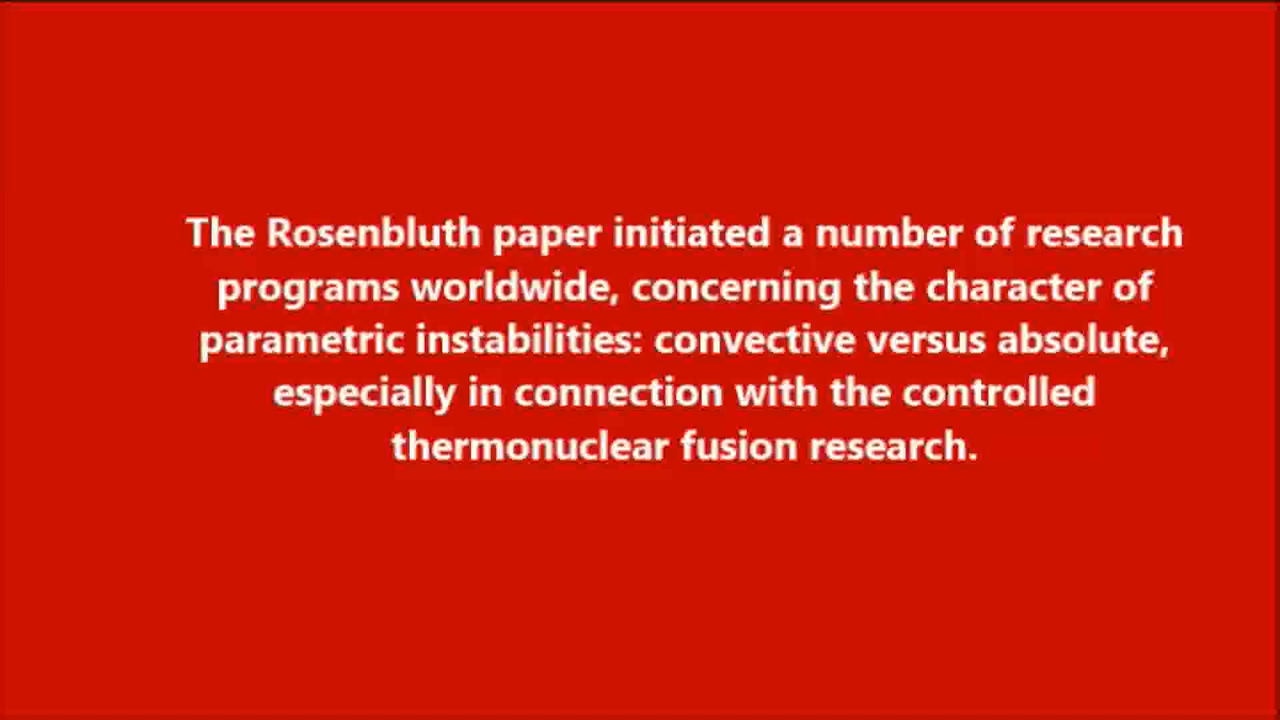 The Rosenbluth paper initiated a number of research
programs worldwide, concerning the character of
parametric instabilities: convective versus absolute,
especially in connection with the controlled
thermonuclear fusion research.